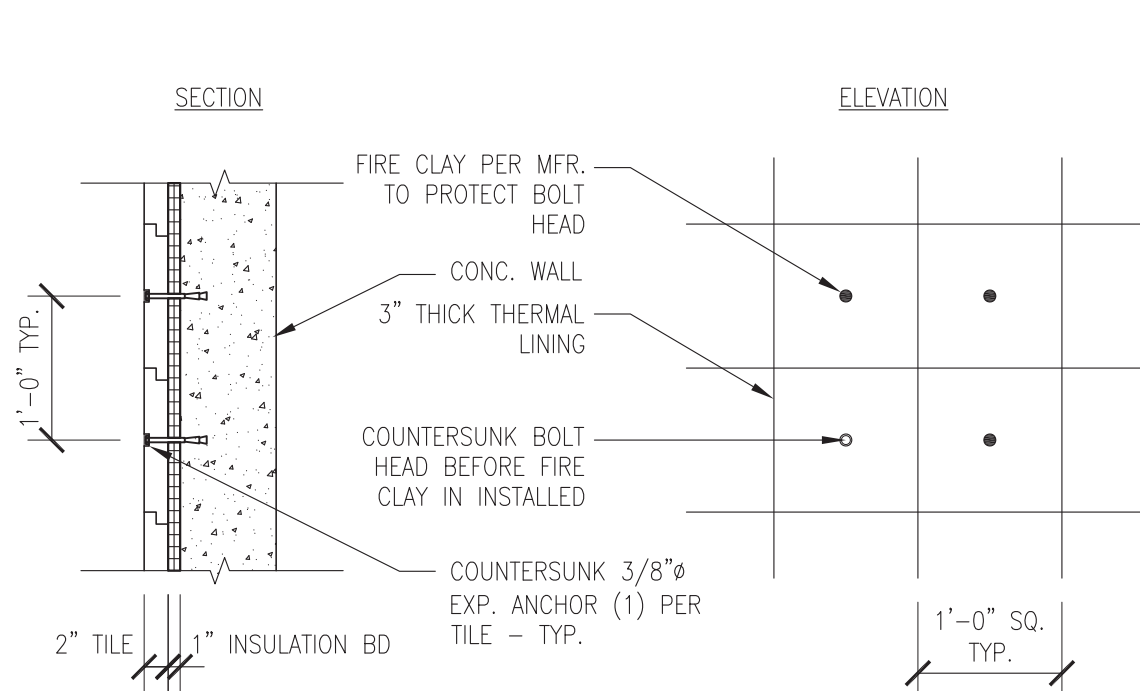 SECTION
ELEVATION
FIRE CLAY PER MFR.
TO PROTECT BOLT
HEAD
CONC. WALL
3” THICK THERMAL
LINING
1’-0” TYP.
COUNTERSUNK BOLT
HEAD BEFORE FIRE
CLAY IN INSTALLED
COUNTERSUNK 3/8”ø
EXP. ANCHOR (1) PER
TILE – TYP.
2” TILE
1” INSULATION BD
1’-0” SQ.
TYP.